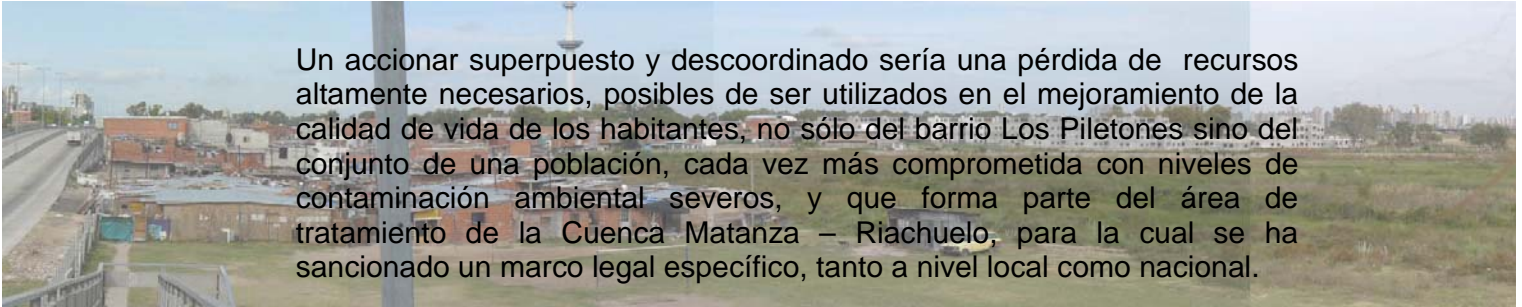 Un accionar superpuesto y descoordinado sería una pérdida de recursos
altamente necesarios, posibles de ser utilizados en el mejoramiento de la
calidad de vida de los habitantes, no sólo del barrio Los Piletones sino del
conjunto de una población, cada vez más comprometida con niveles de
contaminación ambiental severos, y que forma parte del área de
tratamiento de la Cuenca Matanza – Riachuelo, para la cual se ha
sancionado un marco legal específico, tanto a nivel local como nacional.